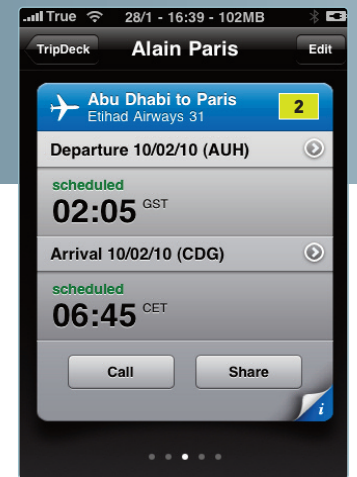 True 28/1 - 16:39 - 102MB
TripDeck Alain Paris Edit
Abu Dhabi to Paris
Etihad Airways 31
2
Departure 10/02/10 (AUH)
scheduled
02:05 GST
Arrival 10/02/10 (CDG)
scheduled
06:45 CET
Call Share
i